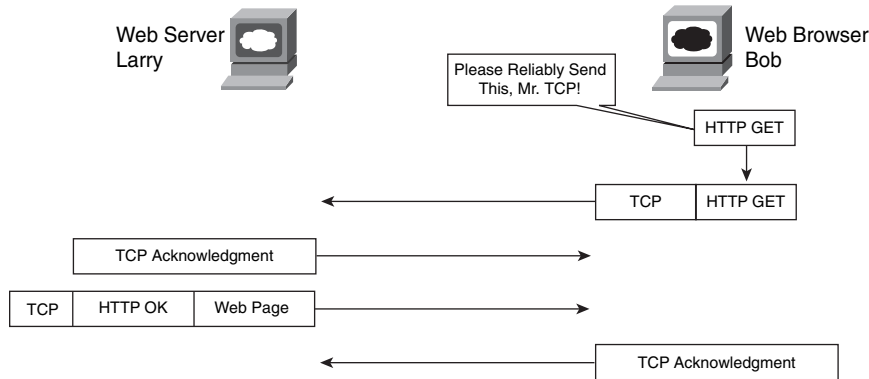 Web Server
Larry
Web Browser
Bob
Please Reliably Send
This, Mr. TCP!
HTTP GET
TCP
HTTP GET
TCP Acknowledgment
TCP
HTTP OK
Web Page
TCP Acknowledgment